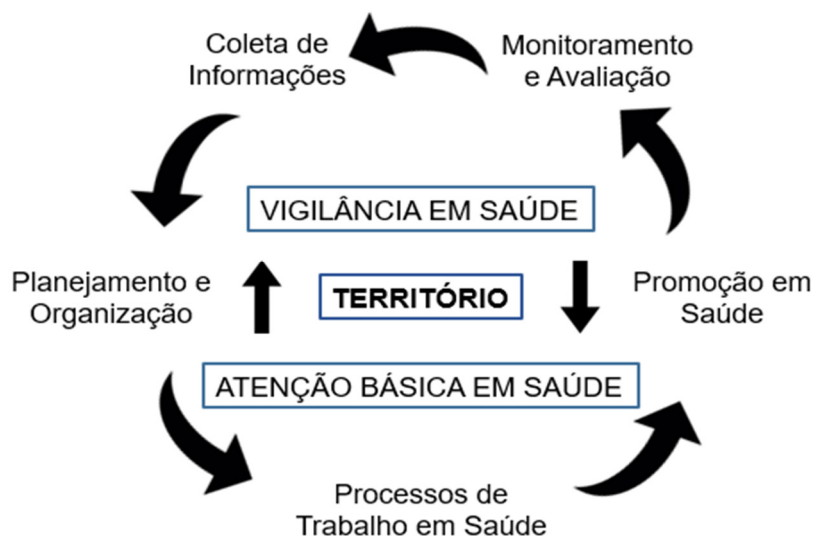 Coleta de
Informações
Monitoramento
e Avaliação
VIGILÂNCIA EM SAÚDE
Planejamento e
Organização
TERRITÓRIO
Promoção em
Saúde
ATENÇÃO BÁSICA EM SAÚDE
Processos de
Trabalho em Saúde